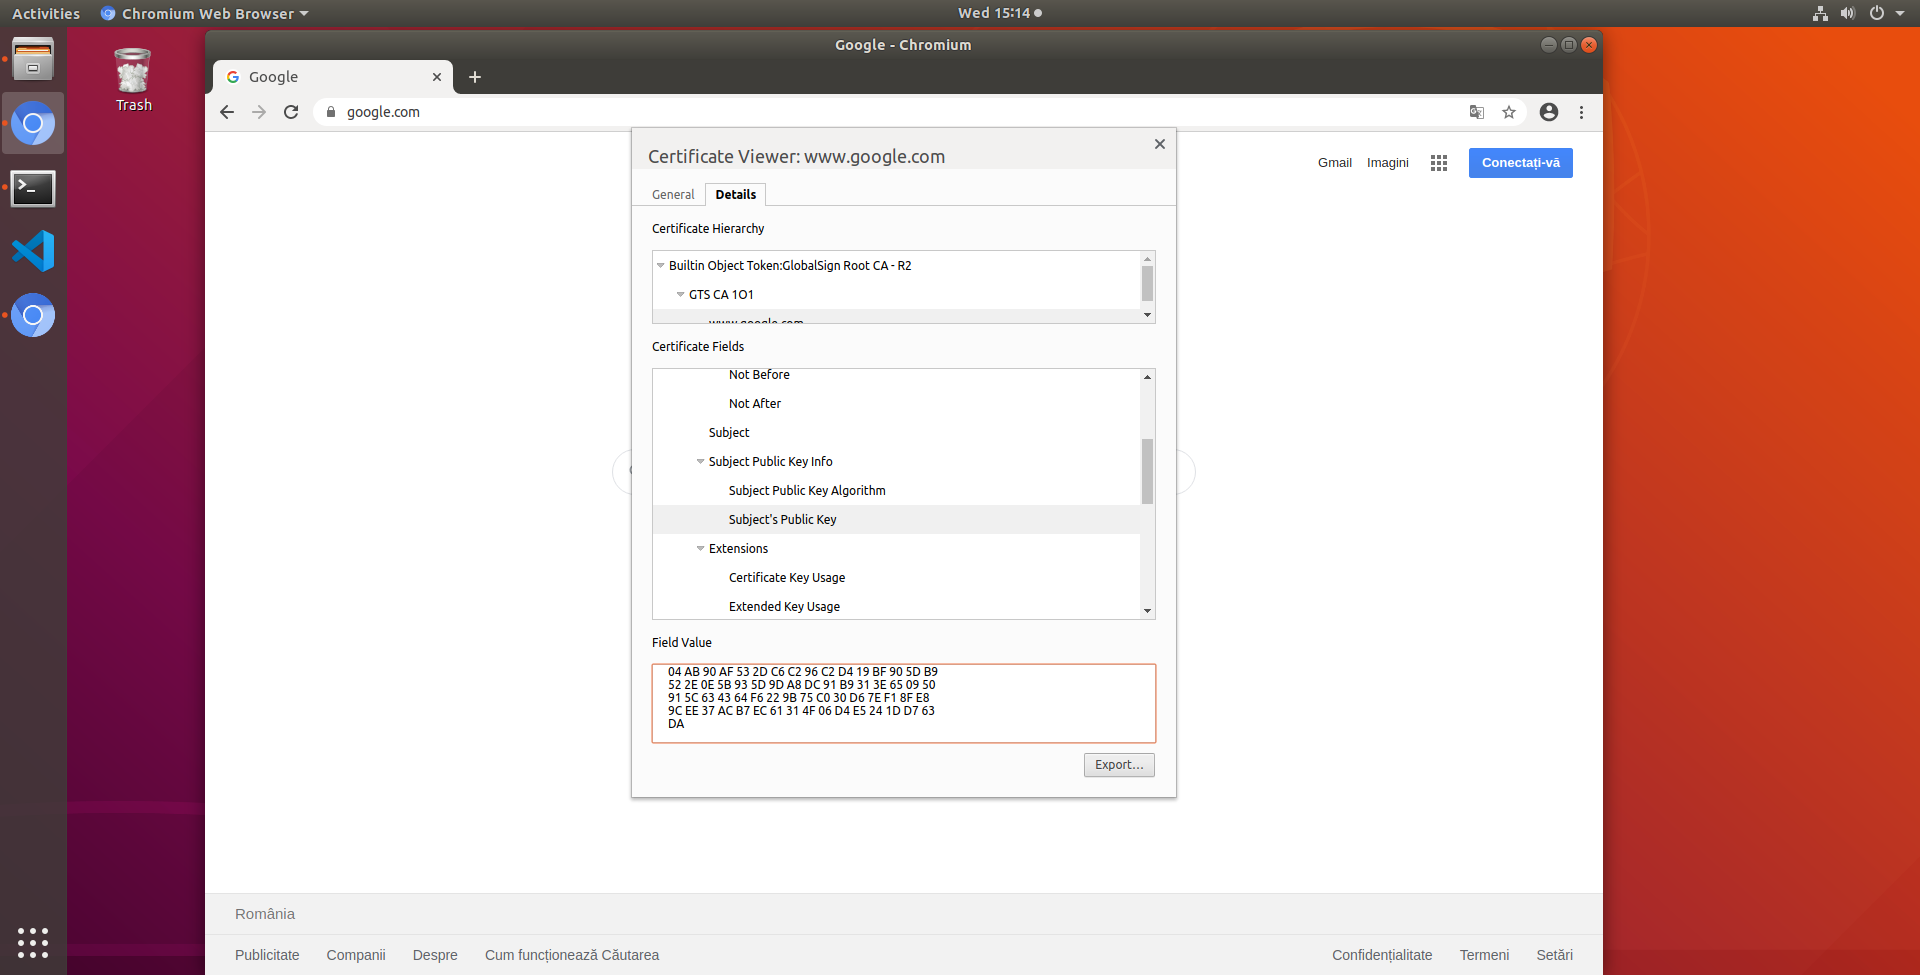 Activities
Chromium Web Browser
Wed 15:14
Trash
Google - Chromium
Google
google.com
Gmail
Imagini
Conectați-vă
Certificate Viewer: www.google.com
General
Details
Certificate Hierarchy
Builtin Object Token:GlobalSign Root CA - R2
GTS CA 1O1
www.google.com
Certificate Fields
Not Before
Not After
Subject
Subject Public Key Info
Subject Public Key Algorithm
Subject's Public Key
Extensions
Certificate Key Usage
Extended Key Usage
Field Value
04 AB 90 AF 53 2D C6 C2 96 C2 D4 19 BF 90 5D B9
52 2E 0E 5B 93 5D 9D A8 DC 91 B9 31 3E 65 09 50
91 5C 63 43 64 F6 22 9B 75 C0 30 D6 7E F1 8F E8
9C EE 37 AC B7 EC 61 31 4F 06 D4 E5 24 1D D7 63
DA
Export...
România
Publicitate
Companii
Despre
Cum funcționează Căutarea
Confidențialitate
Termeni
Setări